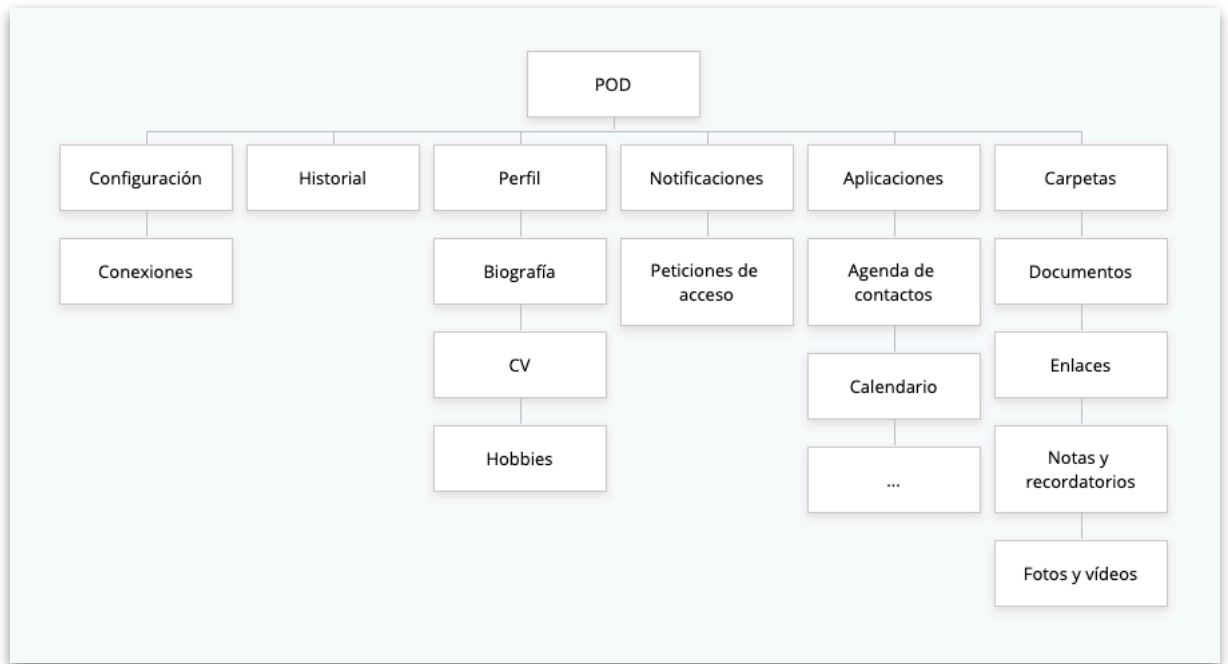 POD
Configuración
Historial
Perfil
Notificaciones
Aplicaciones
Carpetas
Conexiones
Biografía
Peticiones de
acceso
Agenda de
contactos
Documentos
CV
Calendario
Enlaces
Hobbies
...
Notas y
recordatorios
Fotos y vídeos